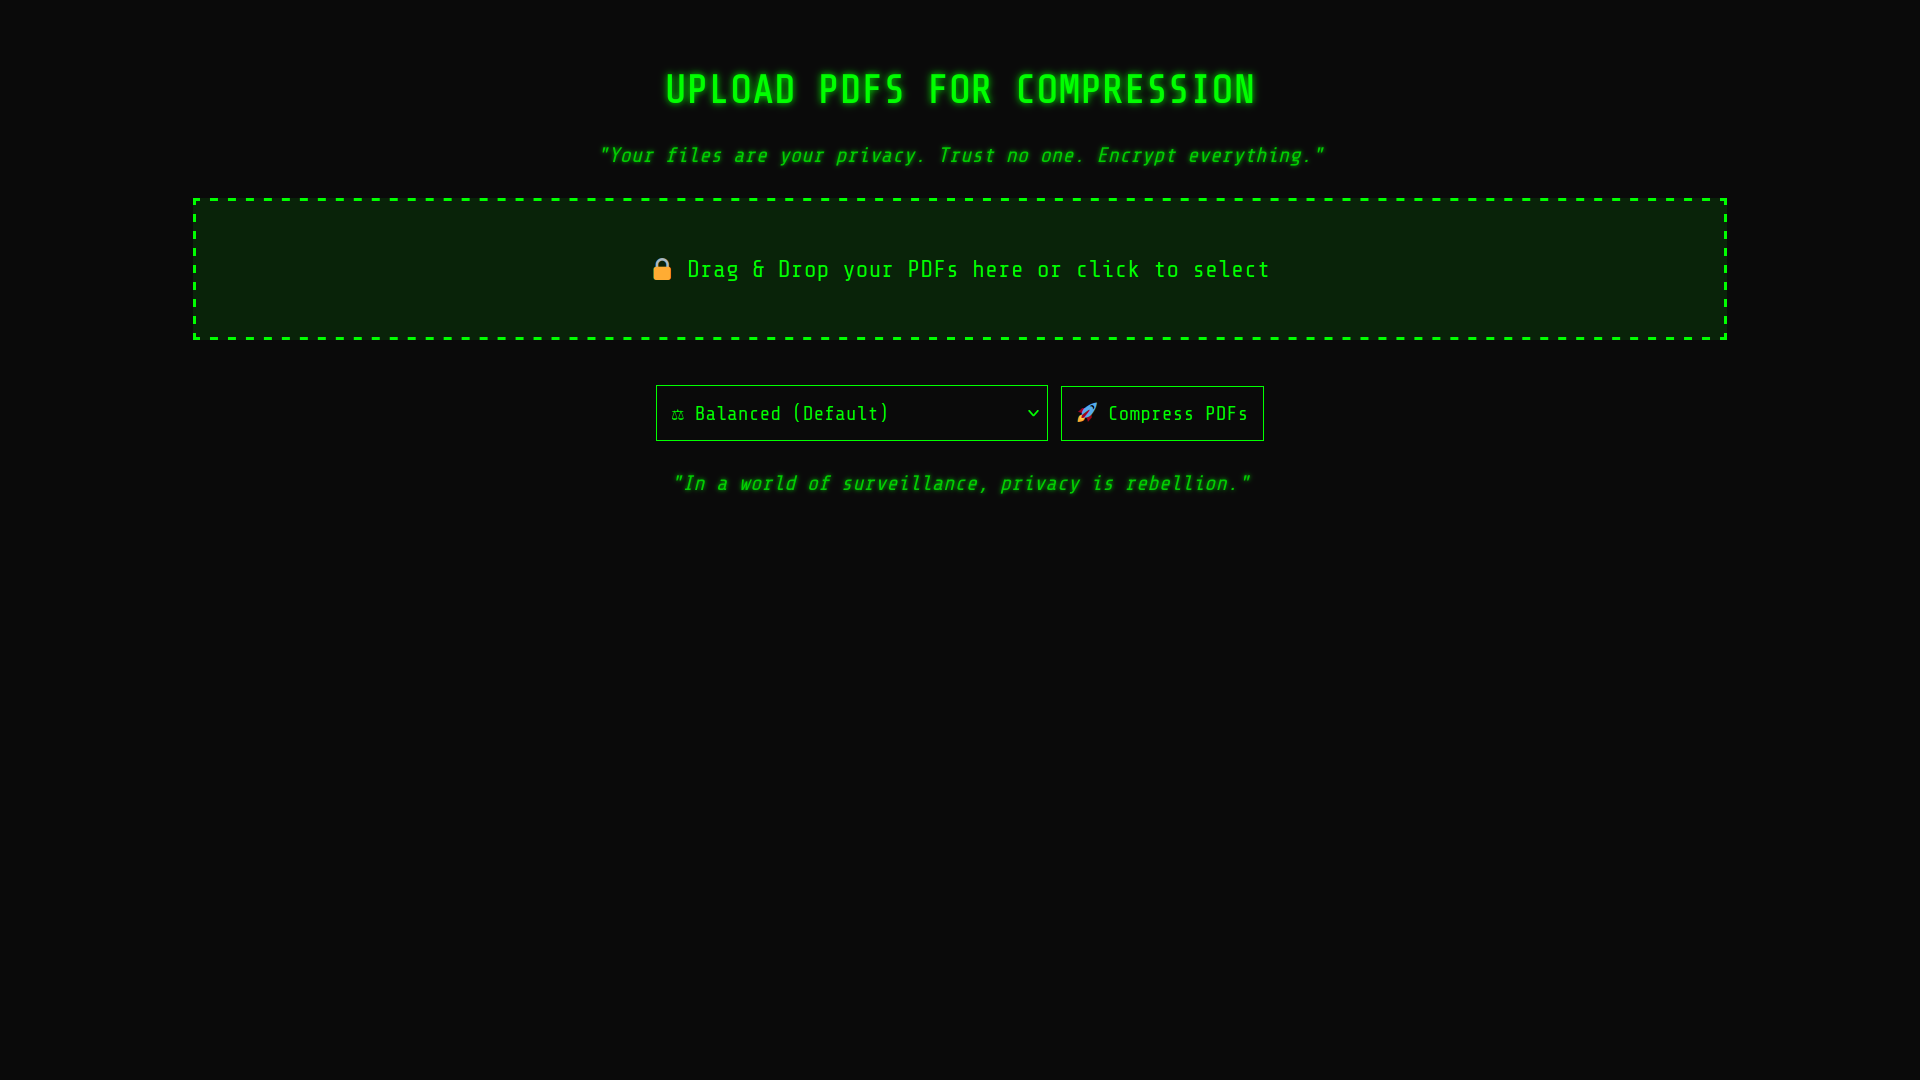 UPLOAD PDFS FOR COMPRESSION
"Your files are your privacy. Trust no one. Encrypt everything."
🔒 Drag & Drop your PDFs here or click to select
⚖ Balanced (Default)
🚀 Compress PDFs
"In a world of surveillance, privacy is rebellion."